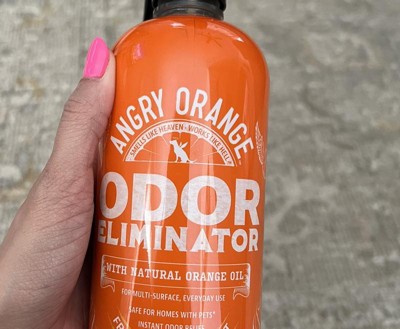 ANGRY ORANGE
SMELLS LIKE HEAVEN • WORKS LIKE HELL
ODOR
ELIMINATOR
WITH NATURAL ORANGE OIL
FOR MULTI-SURFACE, EVERYDAY USE
SAFE FOR HOMES WITH PETS*
INSTANT ODOR RELIEF